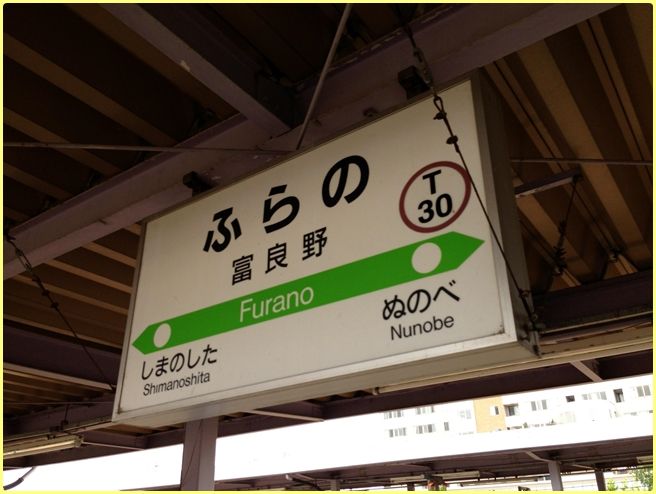 ふらの
T
30
富良野
Furano
しまのした
Shimanoshita
ぬのべ
Nunobe